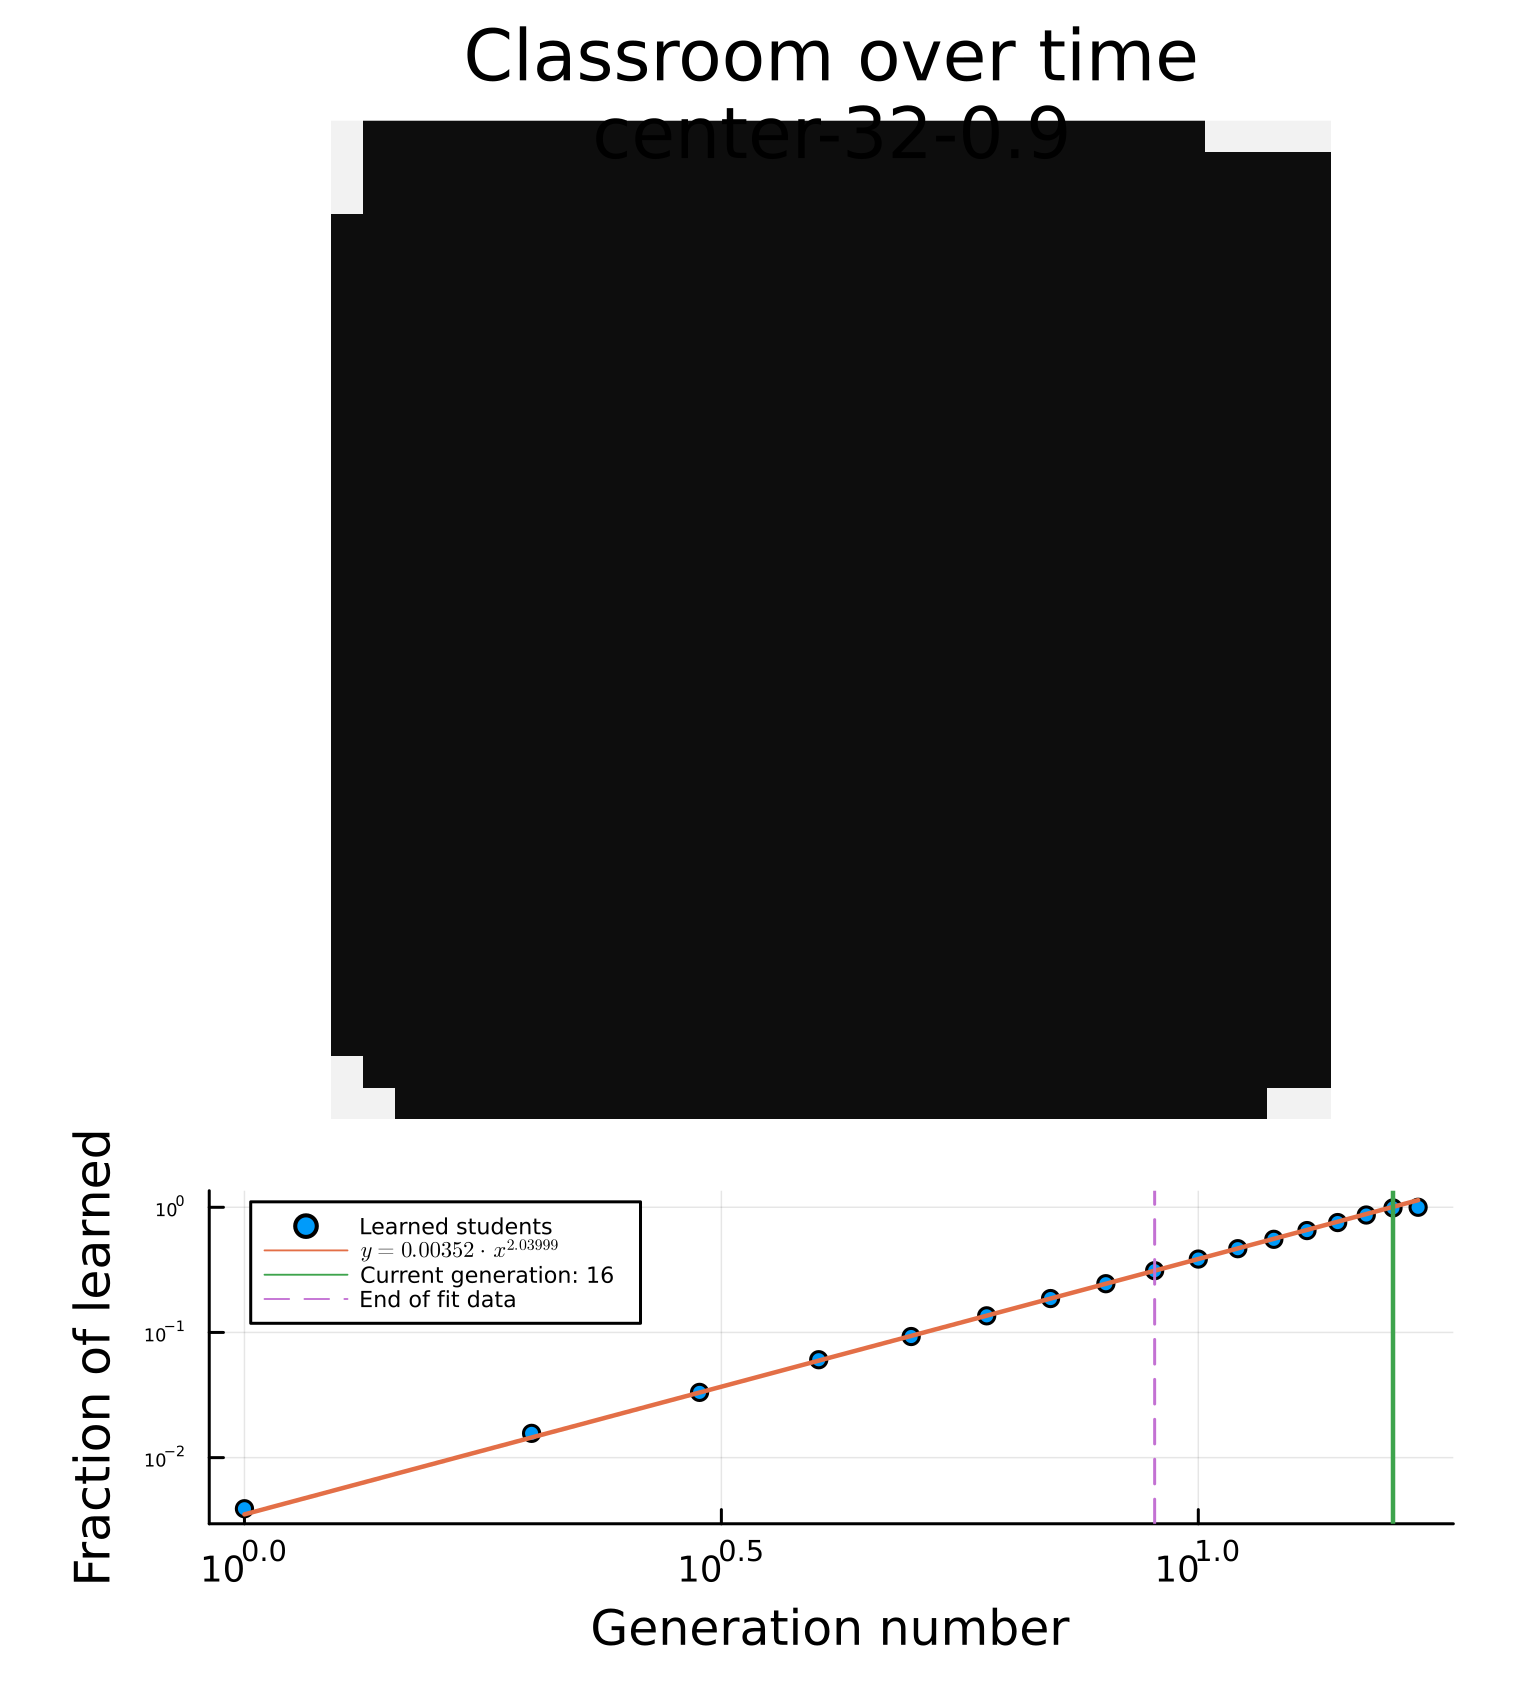 Classroom over time
center-32-0.9
Fraction of learned
10^0
10^-1
10^-2
Learned students
y = 0.00352 · x^2.03999
Current generation: 16
End of fit data
10^0.0 10^0.5 10^1.0
Generation number